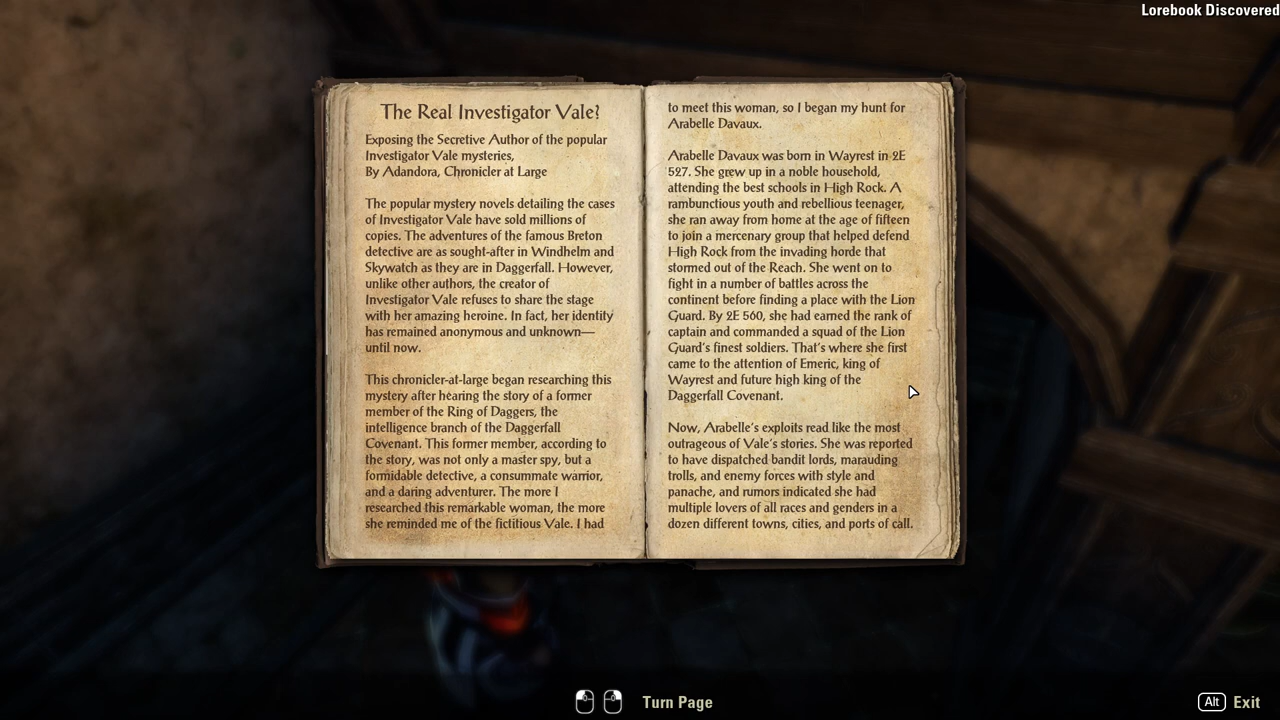 Lorebook Discovered
The Real Investigator Vale?
Exposing the Secretive Author of the popular
Investigator Vale mysteries,
By Adandora, Chronicler at Large
The popular mystery novels detailing the cases
of Investigator Vale have sold millions of
copies. The adventures of the famous Breton
detective are as sought-after in Windhelm and
Skywatch as they are in Daggerfall. However,
unlike other authors, the creator of
Investigator Vale refuses to share the stage
with her amazing heroine. In fact, her identity
has remained anonymous and unknown—
until now.
This chronicler-at-large began researching this
mystery after hearing the story of a former
member of the Ring of Daggers, the
intelligence branch of the Daggerfall
Covenant. This former member, according to
the story, was not only a master spy, but a
formidable detective, a consummate warrior,
and a daring adventurer. The more I
researched this remarkable woman, the more
she reminded me of the fictitious Vale. I had
to meet this woman, so I began my hunt for
Arabelle Davaux.
Arabelle Davaux was born in Wayrest in 2E
527. She grew up in a noble household,
attending the best schools in High Rock. A
rambunctious youth and rebellious teenager,
she ran away from home at the age of fifteen
to join a mercenary group that helped defend
High Rock from the invading horde that
stormed out of the Reach. She went on to
fight in a number of battles across the
continent before finding a place with the Lion
Guard. By 2E 560, she had earned the rank of
captain and commanded a squad of the Lion
Guard's finest soldiers. That's where she first
came to the attention of Emeric, king of
Wayrest and future high king of the
Daggerfall Covenant.
Now, Arabelle's exploits read like the most
outrageous of Vale's stories. She was reported
to have dispatched bandit lords, marauding
trolls, and enemy forces with style and
panache, and rumors indicated she had
multiple lovers of all races and genders in a
dozen different towns, cities, and ports of call.
Turn Page
Alt Exit